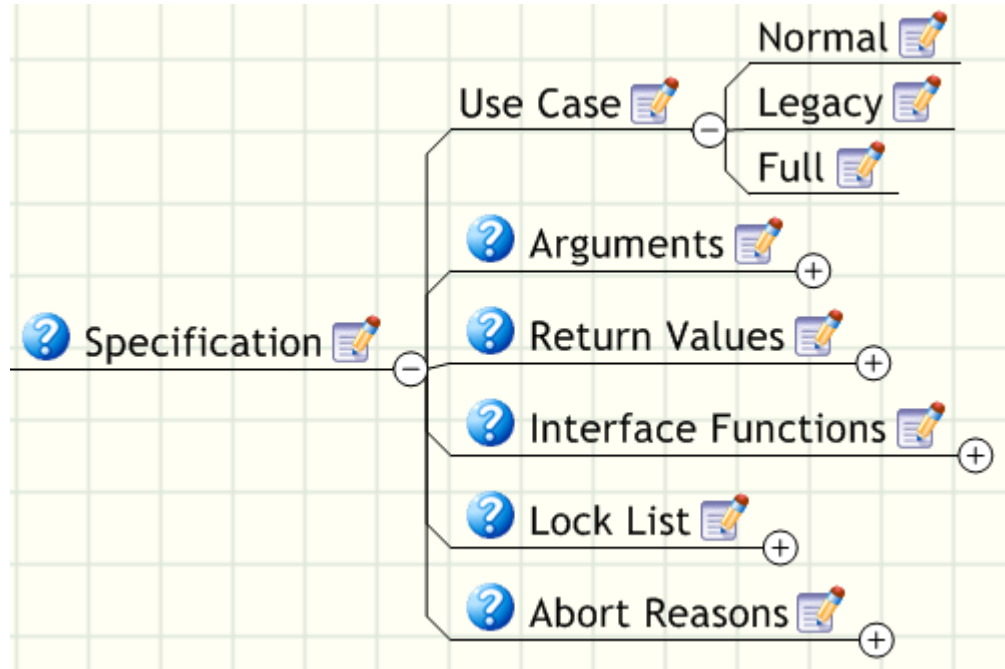 Normal
Use Case
Legacy
Full
Arguments
Specification
Return Values
Interface Functions
Lock List
Abort Reasons